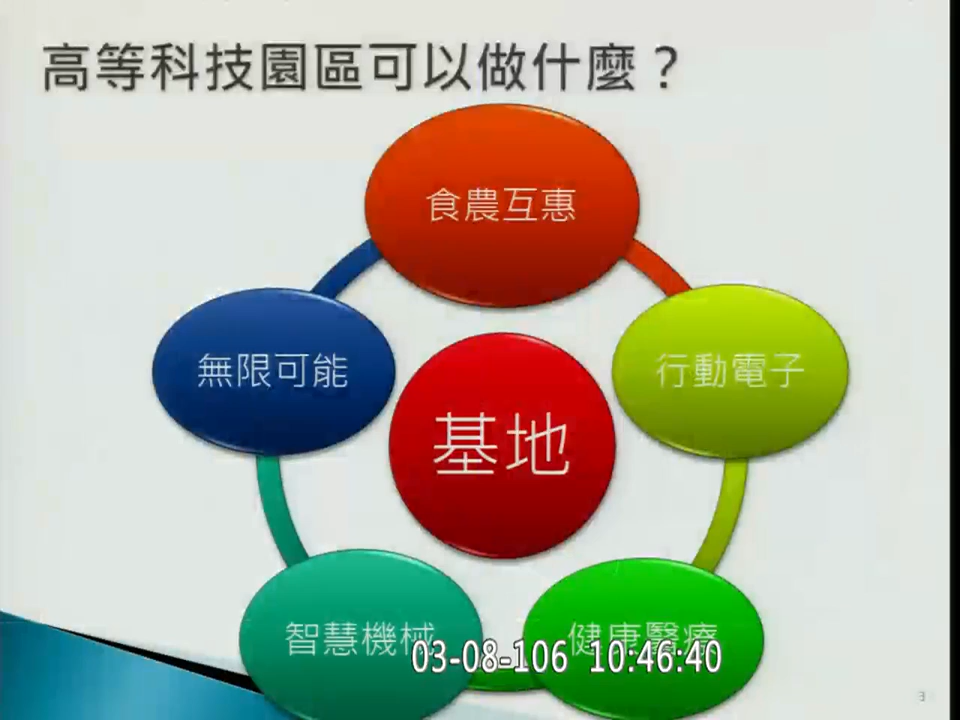 高等科技園區可以做什麼？
食農互惠
無限可能
行動電子
基地
智慧機械
健康醫療
03-08-106 10:46:40
3